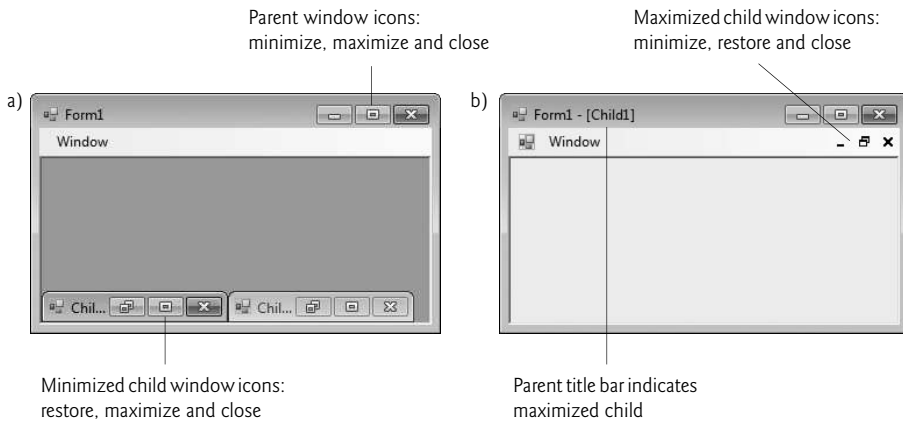 Parent window icons:
minimize, maximize and close
Maximized child window icons:
minimize, restore and close
a)
Form1
Window
Chil...
Chil...
Minimized child window icons:
restore, maximize and close
b)
Form1 - [Child1]
Window
Parent title bar indicates
maximized child